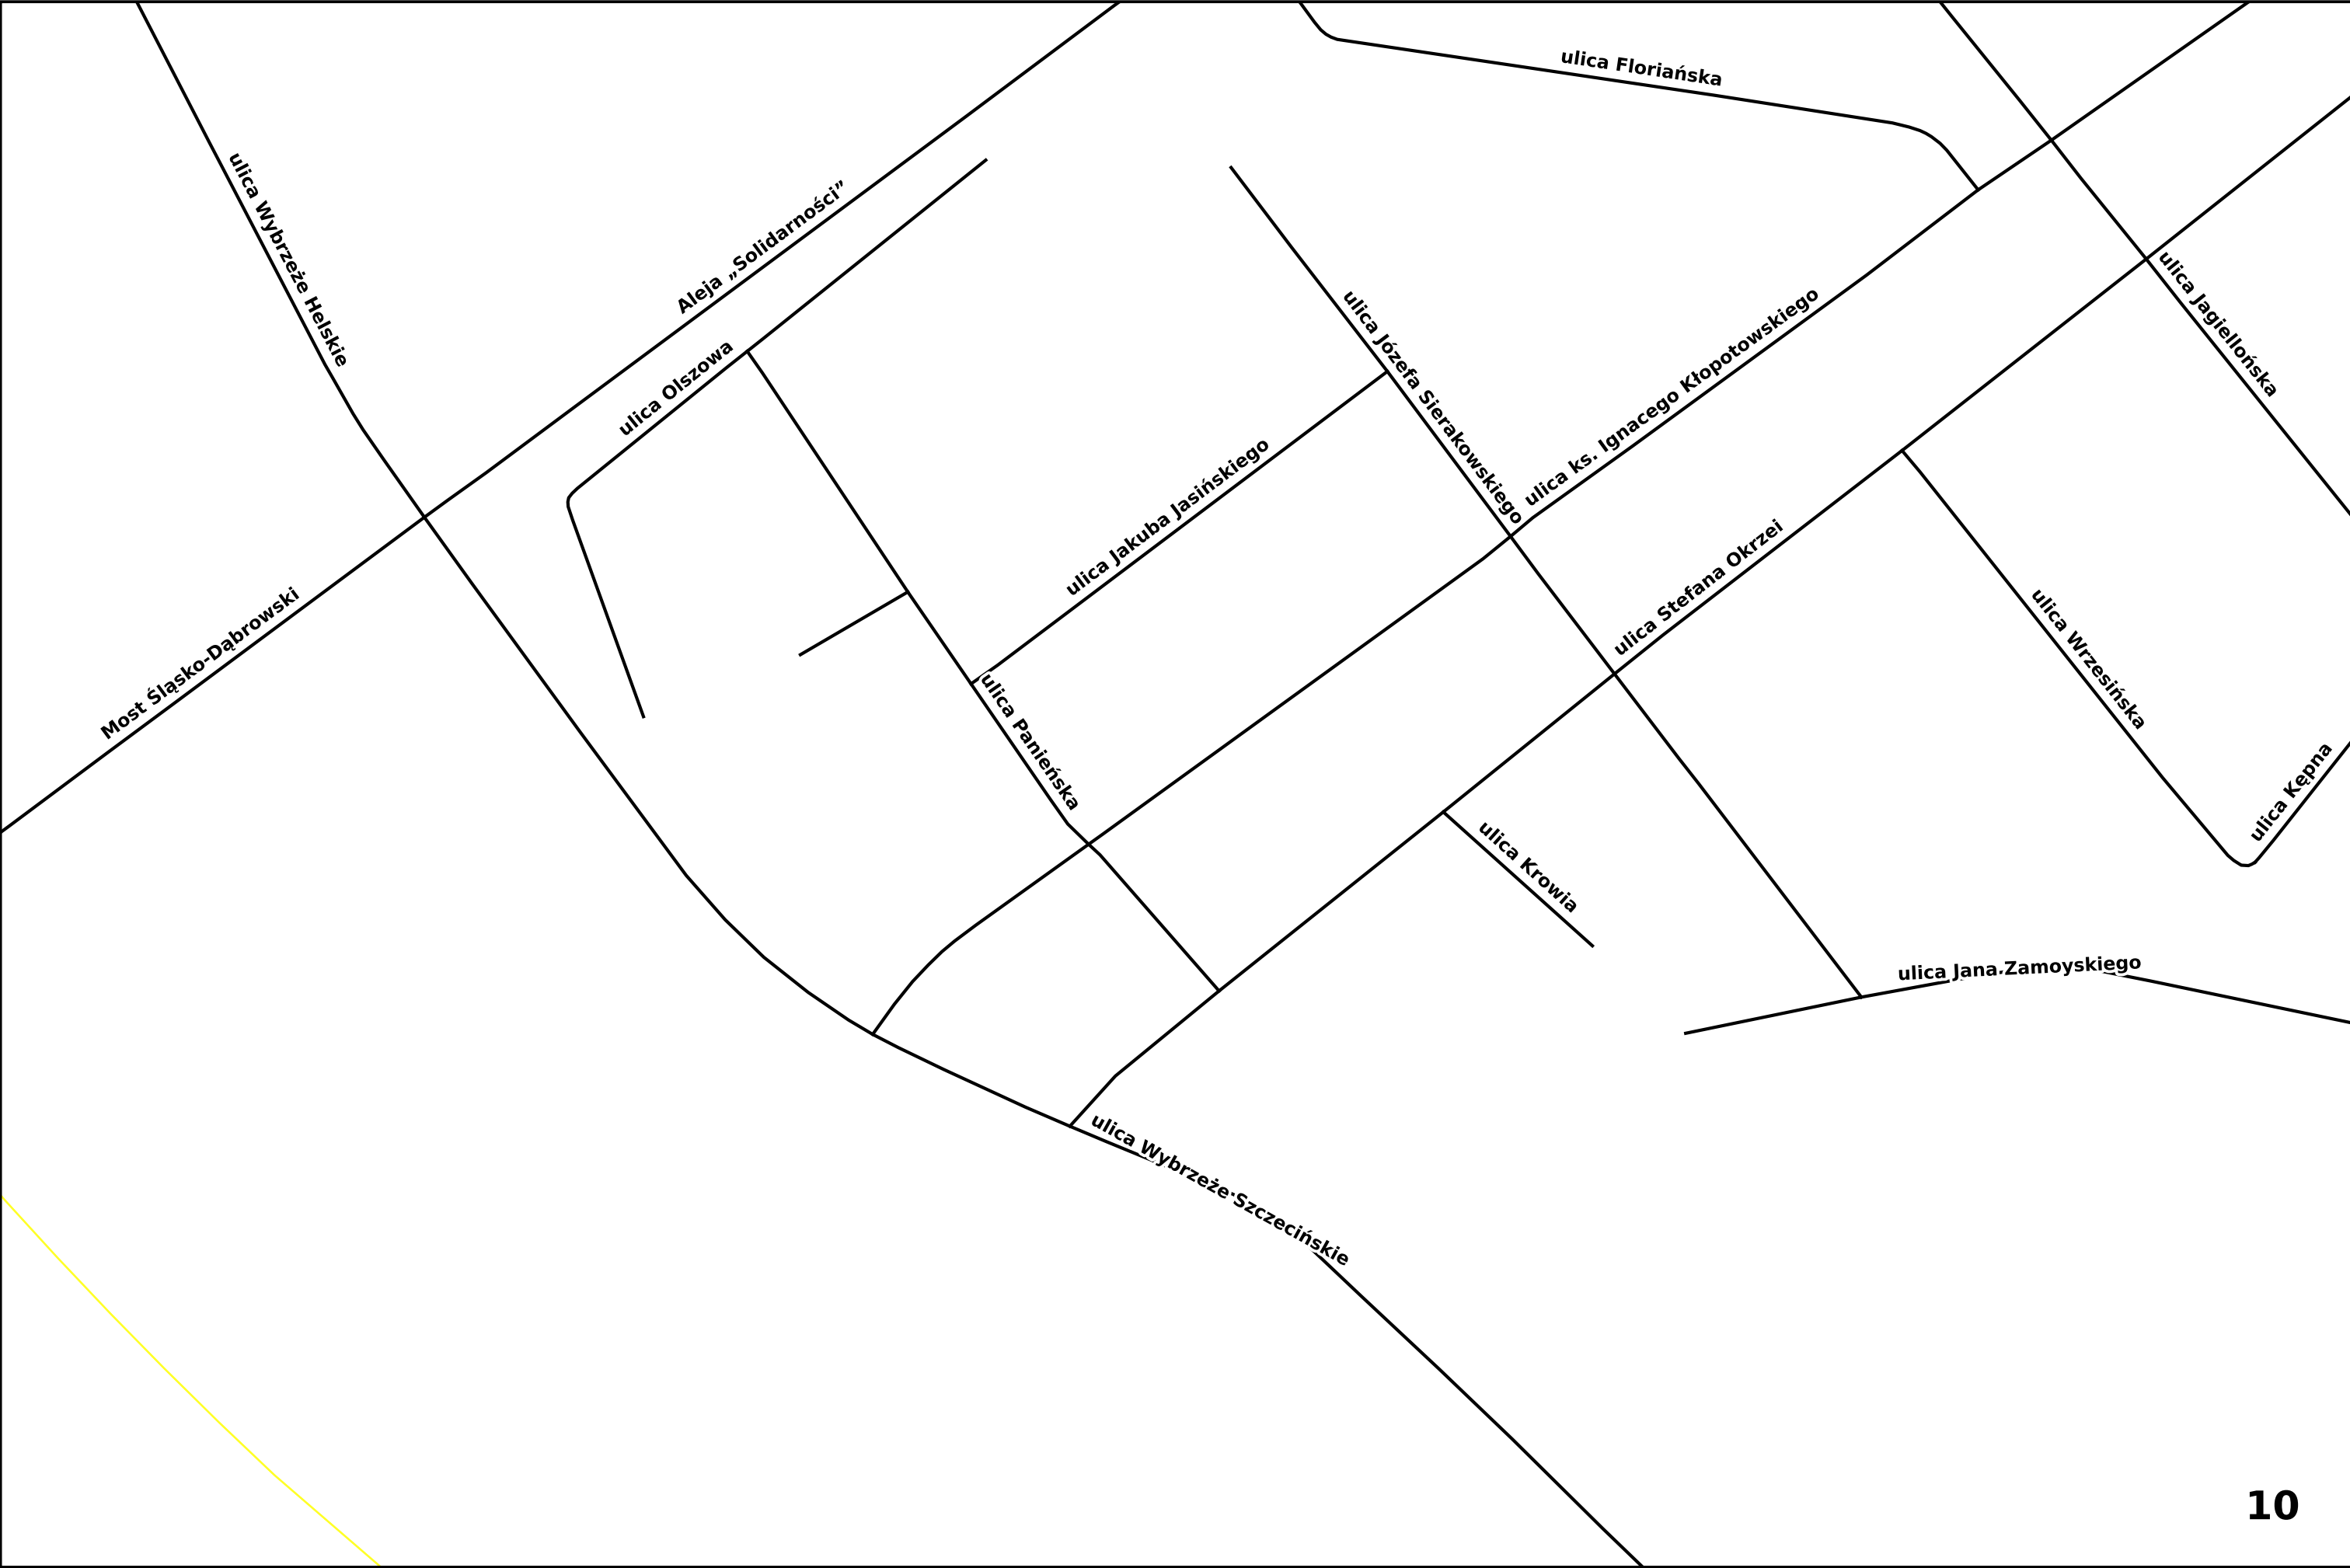 ulica Floriańska
ulica Wybrzeże Helskie
Aleja „Solidarności”
ulica Olszowa
ulica Józefa Sierakowskiego
ulica ks. Ignacego Kłopotowskiego
ulica Jagiellońska
ulica Jakuba Jasińskiego
ulica Stefana Okrzei
Most Śląsko-Dąbrowski
ulica Wrzesińska
ulica Panieńska
ulica Kępna
ulica Krowia
ulica Jana Zamoyskiego
ulica Wybrzeże Szczecińskie
10